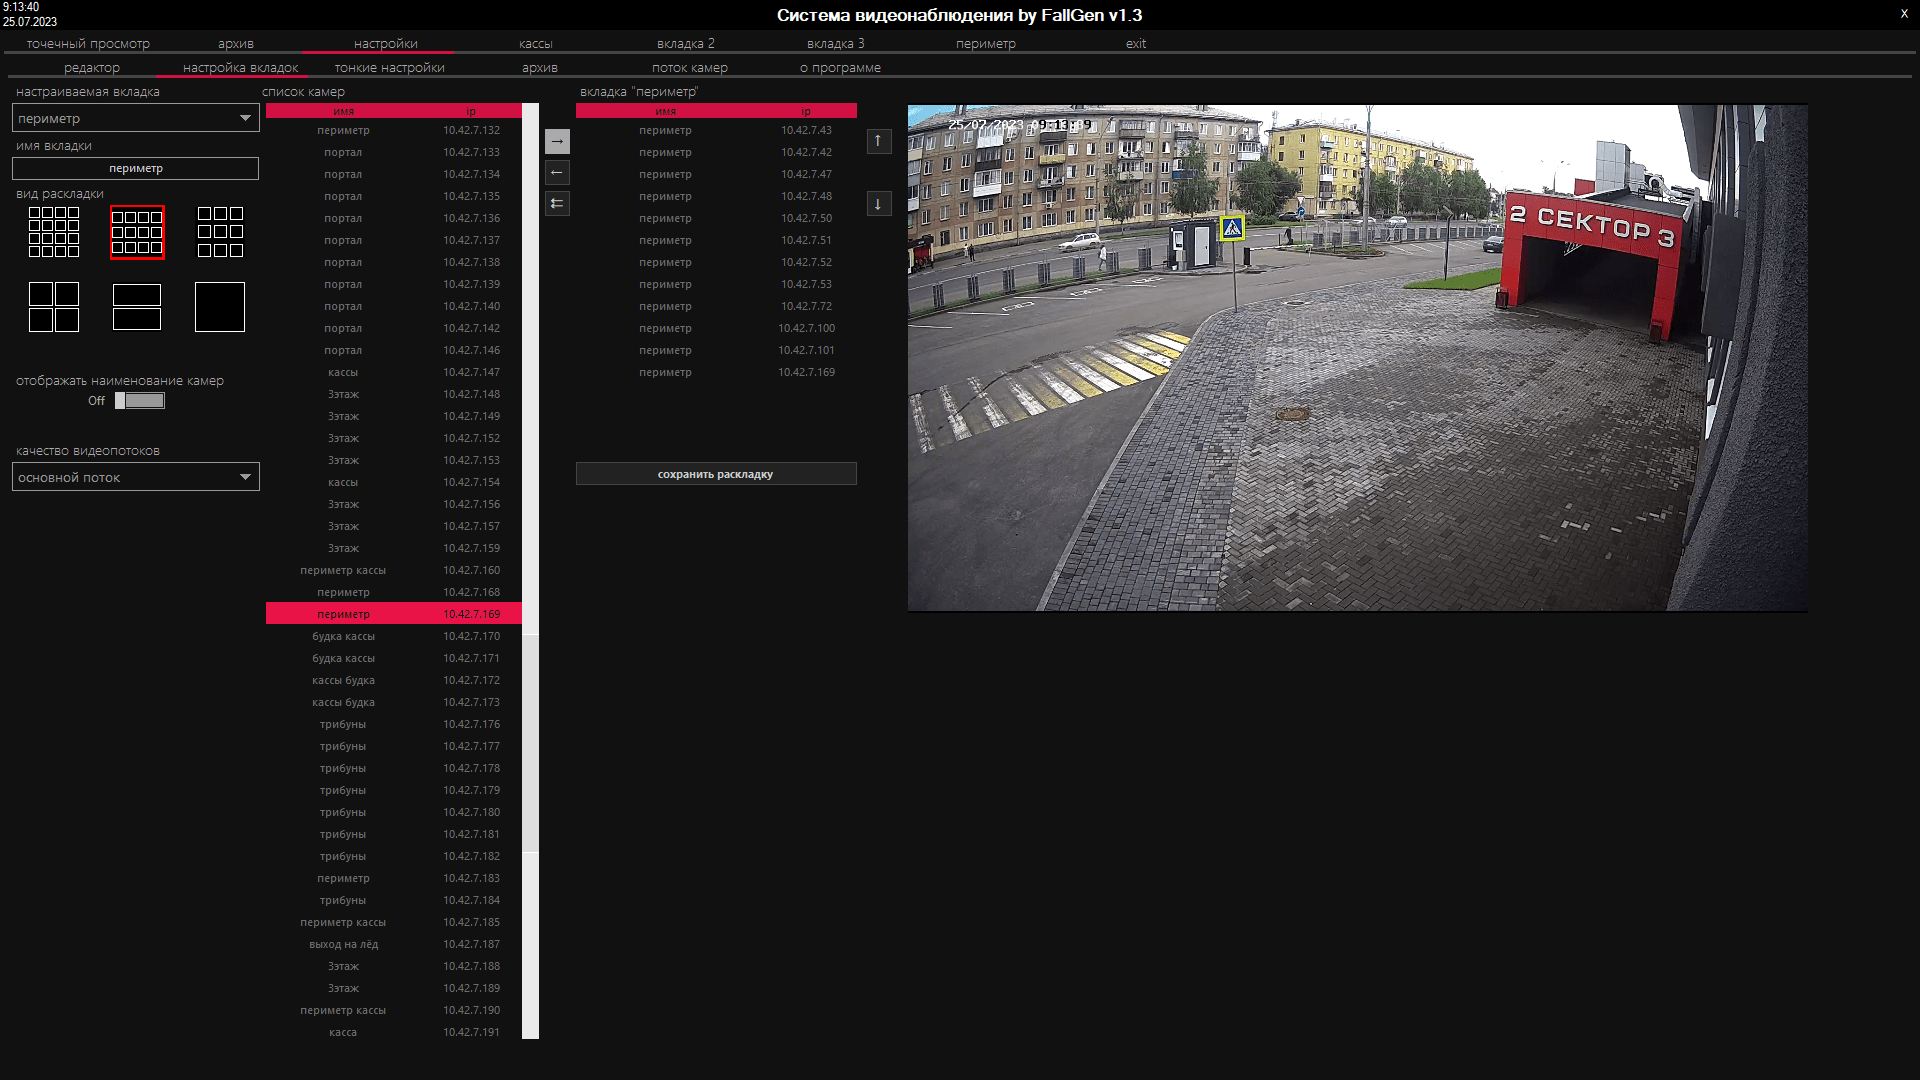 9:13:40
25.07.2023
Система видеонаблюдения by FallGen v1.3
X
точечный просмотр архив настройки кассы вкладка 2 вкладка 3 периметр exit
редактор настройка вкладок тонкие настройки архив поток камер о программе
настраиваемая вкладка
периметр
имя вкладки
периметр
вид раскладки
отображать наименование камер
Off
качество видеопотоков
основной поток
список камер
имя ip
периметр 10.42.7.132
портал 10.42.7.133
портал 10.42.7.134
портал 10.42.7.135
портал 10.42.7.136
портал 10.42.7.137
портал 10.42.7.138
портал 10.42.7.139
портал 10.42.7.140
портал 10.42.7.142
портал 10.42.7.146
кассы 10.42.7.147
3этаж 10.42.7.148
3этаж 10.42.7.149
3этаж 10.42.7.152
3этаж 10.42.7.153
кассы 10.42.7.154
3этаж 10.42.7.156
3этаж 10.42.7.157
3этаж 10.42.7.159
периметр кассы 10.42.7.160
периметр 10.42.7.168
периметр 10.42.7.169
будка кассы 10.42.7.170
будка кассы 10.42.7.171
кассы будка 10.42.7.172
кассы будка 10.42.7.173
трибуны 10.42.7.176
трибуны 10.42.7.177
трибуны 10.42.7.178
трибуны 10.42.7.179
трибуны 10.42.7.180
трибуны 10.42.7.181
трибуны 10.42.7.182
периметр 10.42.7.183
трибуны 10.42.7.184
периметр кассы 10.42.7.185
выход на лёд 10.42.7.187
3этаж 10.42.7.188
3этаж 10.42.7.189
периметр кассы 10.42.7.190
касса 10.42.7.191
вкладка "периметр"
имя ip
периметр 10.42.7.43
периметр 10.42.7.42
периметр 10.42.7.47
периметр 10.42.7.48
периметр 10.42.7.50
периметр 10.42.7.51
периметр 10.42.7.52
периметр 10.42.7.53
периметр 10.42.7.72
периметр 10.42.7.100
периметр 10.42.7.101
периметр 10.42.7.169
сохранить раскладку
25/07/2023 09:13:39
2 СЕКТОР 3